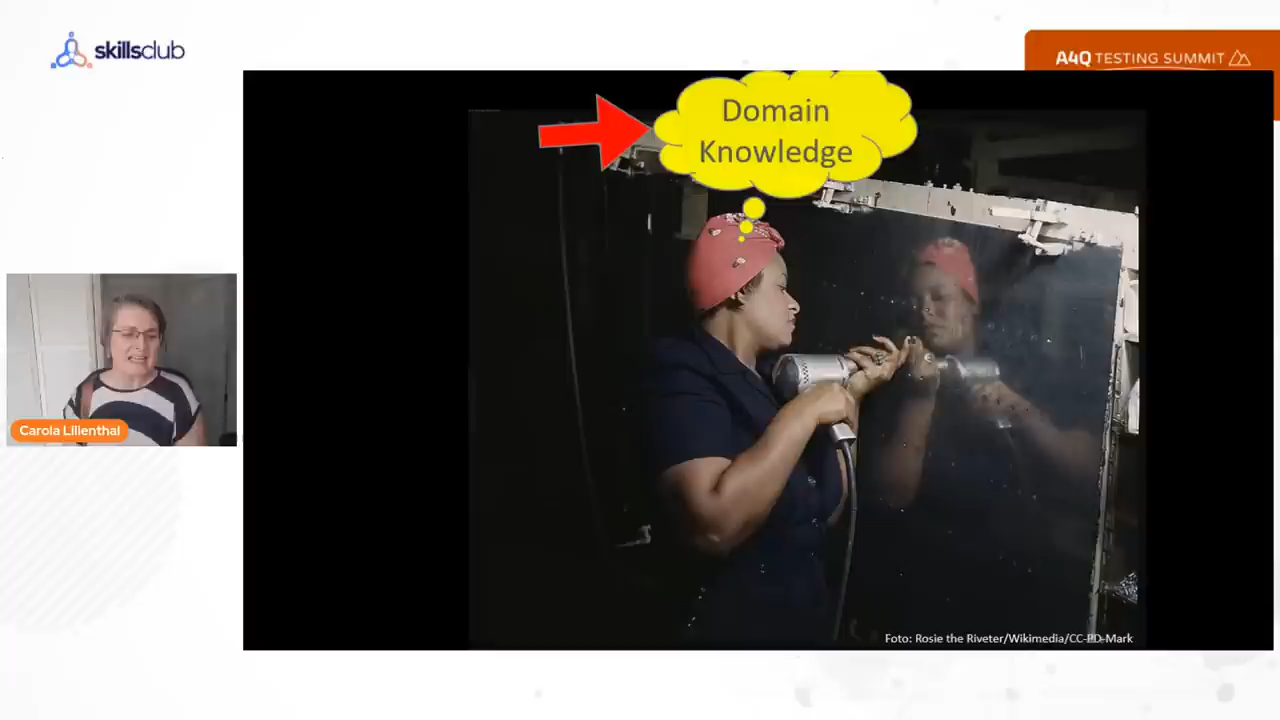 skillsclub
A4Q TESTING SUMMIT
Domain
Knowledge
Carola Lilienthal
Foto: Rosie the Riveter/Wikimedia/CC-PD-Mark